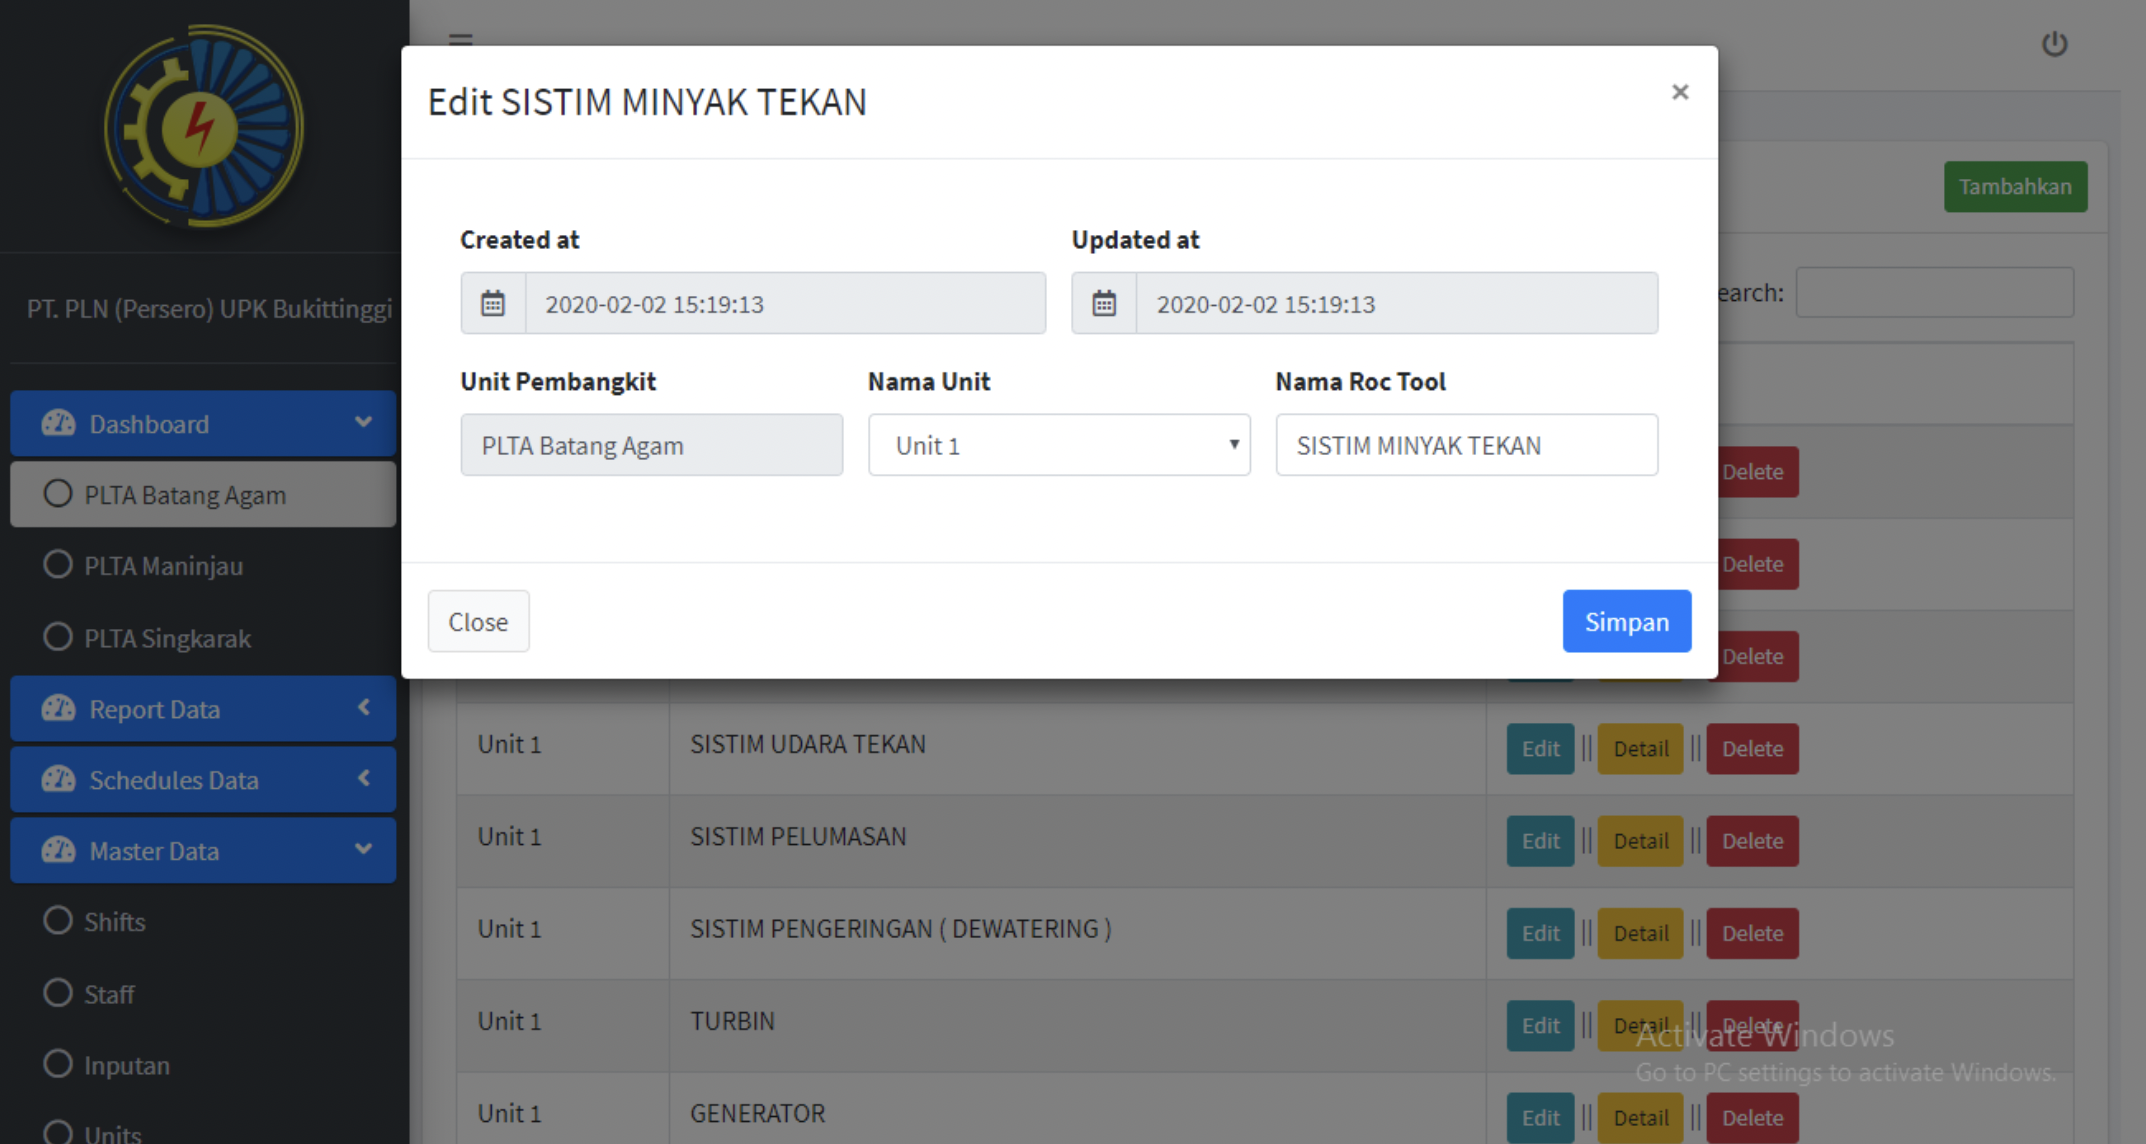 Edit SISTIM MINYAK TEKAN
×
Created at
Updated at
2020-02-02 15:19:13
2020-02-02 15:19:13
Unit Pembangkit
Nama Unit
Nama Roc Tool
PLTA Batang Agam
Unit 1
SISTIM MINYAK TEKAN
Close
Simpan
PT. PLN (Persero) UPK Bukittinggi
Dashboard
PLTA Batang Agam
PLTA Maninjau
PLTA Singkarak
Report Data
Schedules Data
Master Data
Shifts
Staff
Inputan
Units
Tambahkan
earch:
Delete
Delete
Delete
Unit 1 SISTIM UDARA TEKAN Edit || Detail || Delete
Unit 1 SISTIM PELUMASAN Edit || Detail || Delete
Unit 1 SISTIM PENGERINGAN ( DEWATERING ) Edit || Detail || Delete
Unit 1 TURBIN Edit || Detail || Delete
Unit 1 GENERATOR Edit || Detail || Delete
Activate Windows
Go to PC settings to activate Windows.